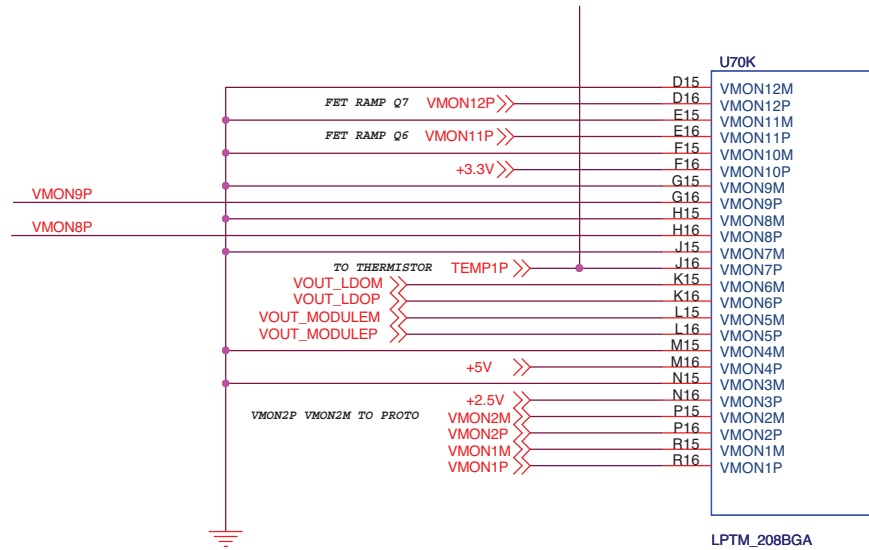 U70K
D15 VMON12M
FET RAMP Q7 VMON12P D16 VMON12P
E15 VMON11M
FET RAMP Q6 VMON11P E16 VMON11P
F15 VMON10M
+3.3V F16 VMON10P
G15 VMON9M
VMON9P G16 VMON9P
H15 VMON8M
VMON8P H16 VMON8P
J15 VMON7M
TO THERMISTOR TEMP1P J16 VMON7P
VOUT_LDOM K15 VMON6M
VOUT_LDOP K16 VMON6P
VOUT_MODULEM L15 VMON5M
VOUT_MODULEP L16 VMON5P
M15 VMON4M
+5V M16 VMON4P
N15 VMON3M
+2.5V N16 VMON3P
VMON2P VMON2M TO PROTO VMON2M P15 VMON2M
VMON2P P16 VMON2P
VMON1M R15 VMON1M
VMON1P R16 VMON1P
LPTM_208BGA